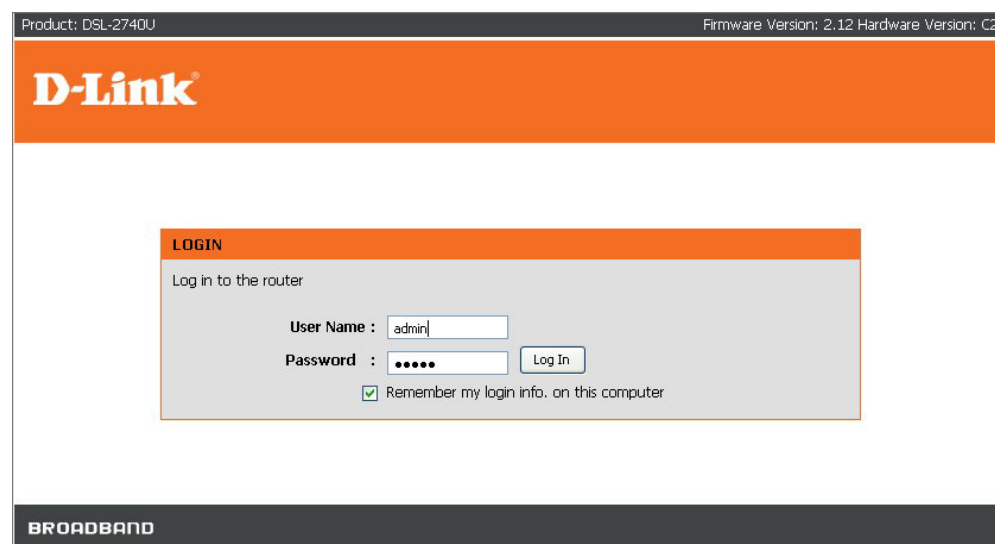 Product: DSL-2740U Firmware Version: 2.12 Hardware Version: C2
D-Link®
LOGIN
Log in to the router
User Name : admin
Password : ●●●●● Log In
Remember my login info. on this computer
BROADBAND